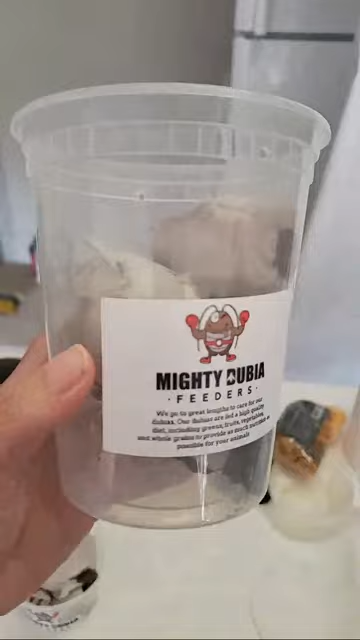 MIGHTY DUBIA
· FEEDERS ·
We go to great lengths to care for our
dubias. Our dubias are fed a high quality
diet, including greens, fruits, vegetables,
and whole grains to provide as much nutrition as
possible for your animals